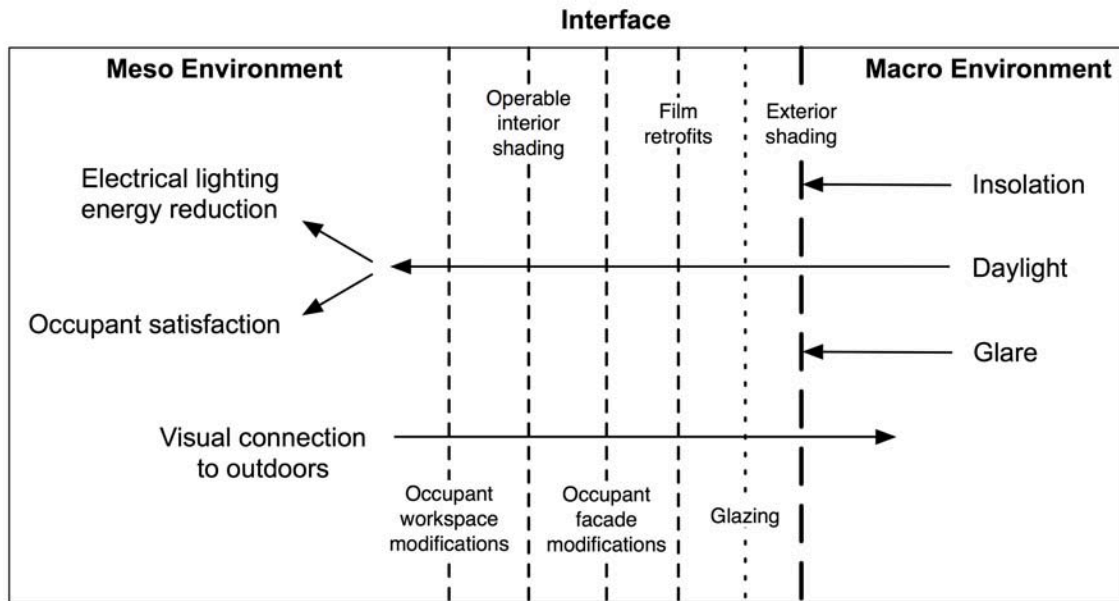 Interface
Meso Environment
Macro Environment
Operable
interior
shading
Film
retrofits
Exterior
shading
Electrical lighting
energy reduction
Insolation
Daylight
Occupant satisfaction
Glare
Visual connection
to outdoors
Occupant
workspace
modifications
Occupant
facade
modifications
Glazing